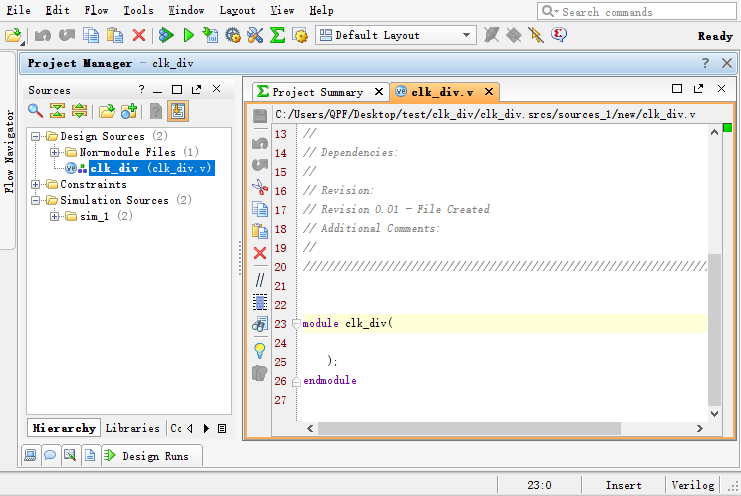 File Edit Flow Tools Window Layout View Help Search commands
Default Layout Ready
Project Manager - clk_div
Flow Navigator
Sources
Design Sources (2)
Non-module Files (1)
clk_div (clk_div.v)
Constraints
Simulation Sources (2)
sim_1 (2)
Hierarchy Libraries Co
Design Runs
Project Summary clk_div.v
C:/Users/QPF/Desktop/test/clk_div/clk_div.srcs/sources_1/new/clk_div.v
13 //
14 // Dependencies:
15 //
16 // Revision:
17 // Revision 0.01 - File Created
18 // Additional Comments:
19 //
20 //////////////////////////////////////////////////////////////////
21
22
23 module clk_div(
24
25 );
26 endmodule
27
23:0 Insert Verilog